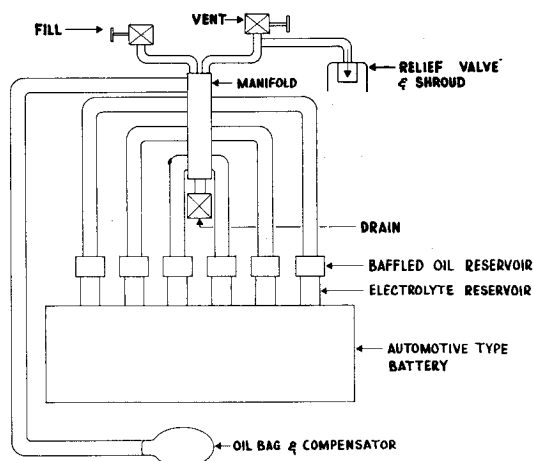 FILL
VENT
RELIEF VALVE
& SHROUD
MANIFOLD
DRAIN
BAFFLED OIL RESERVOIR
ELECTROLYTE RESERVOIR
AUTOMOTIVE TYPE
BATTERY
OIL BAG & COMPENSATOR